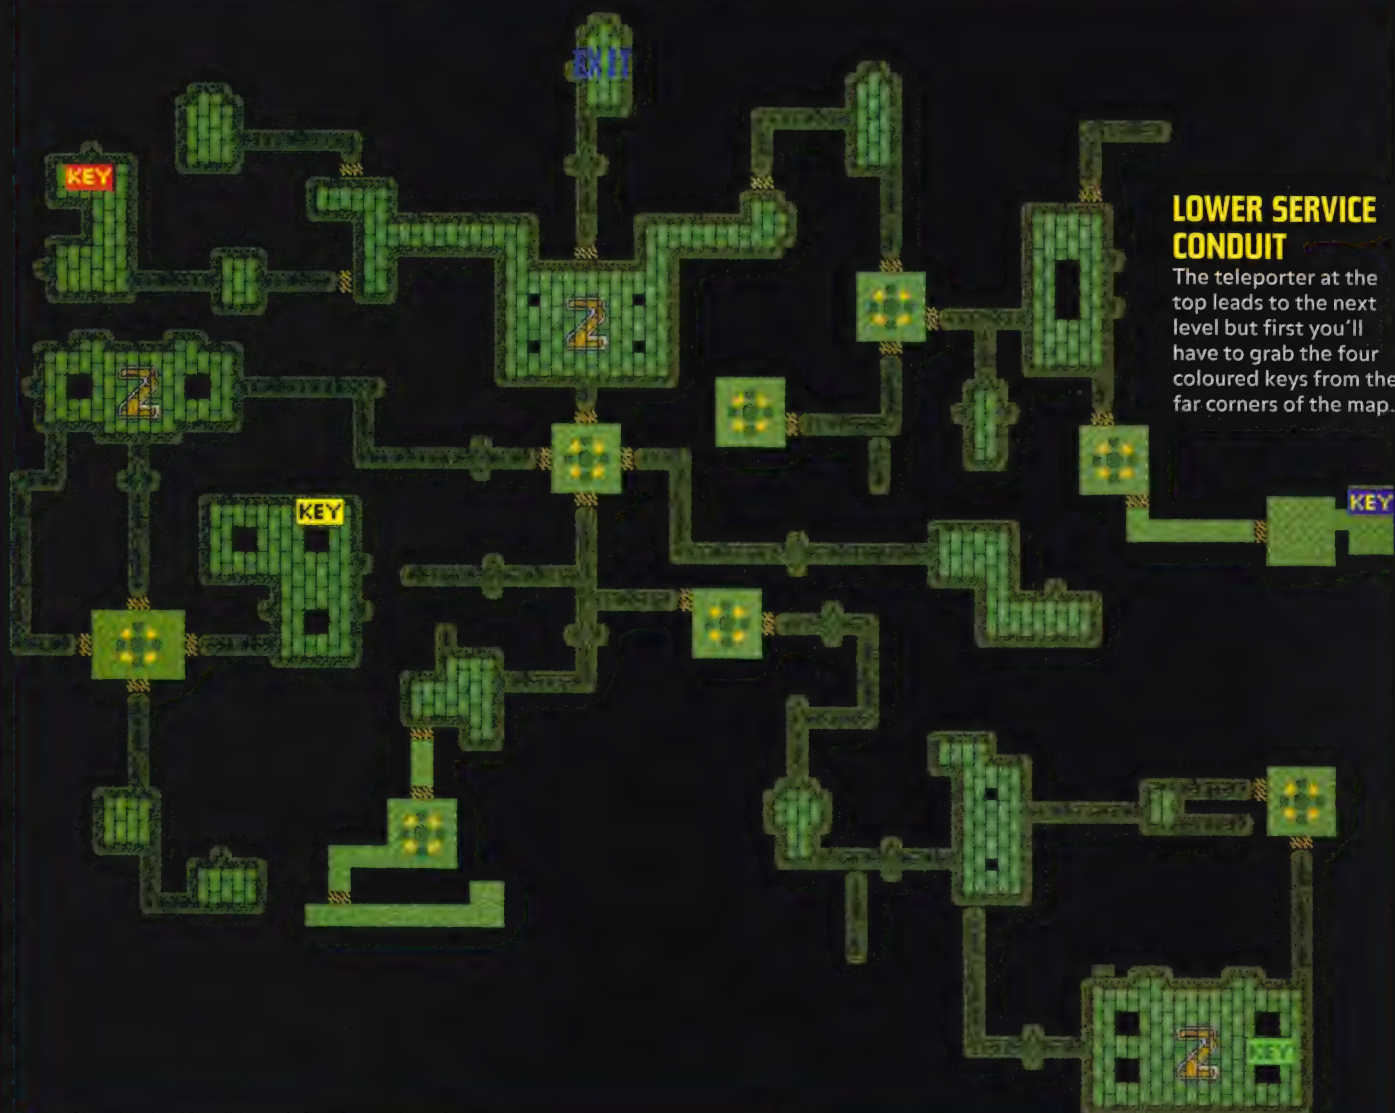 EXIT
KEY
LOWER SERVICE
CONDUIT
The teleporter at the
top leads to the next
level but first you'll
have to grab the four
coloured keys from the
far corners of the map.
Z
Z
KEY
KEY
Z
KEY